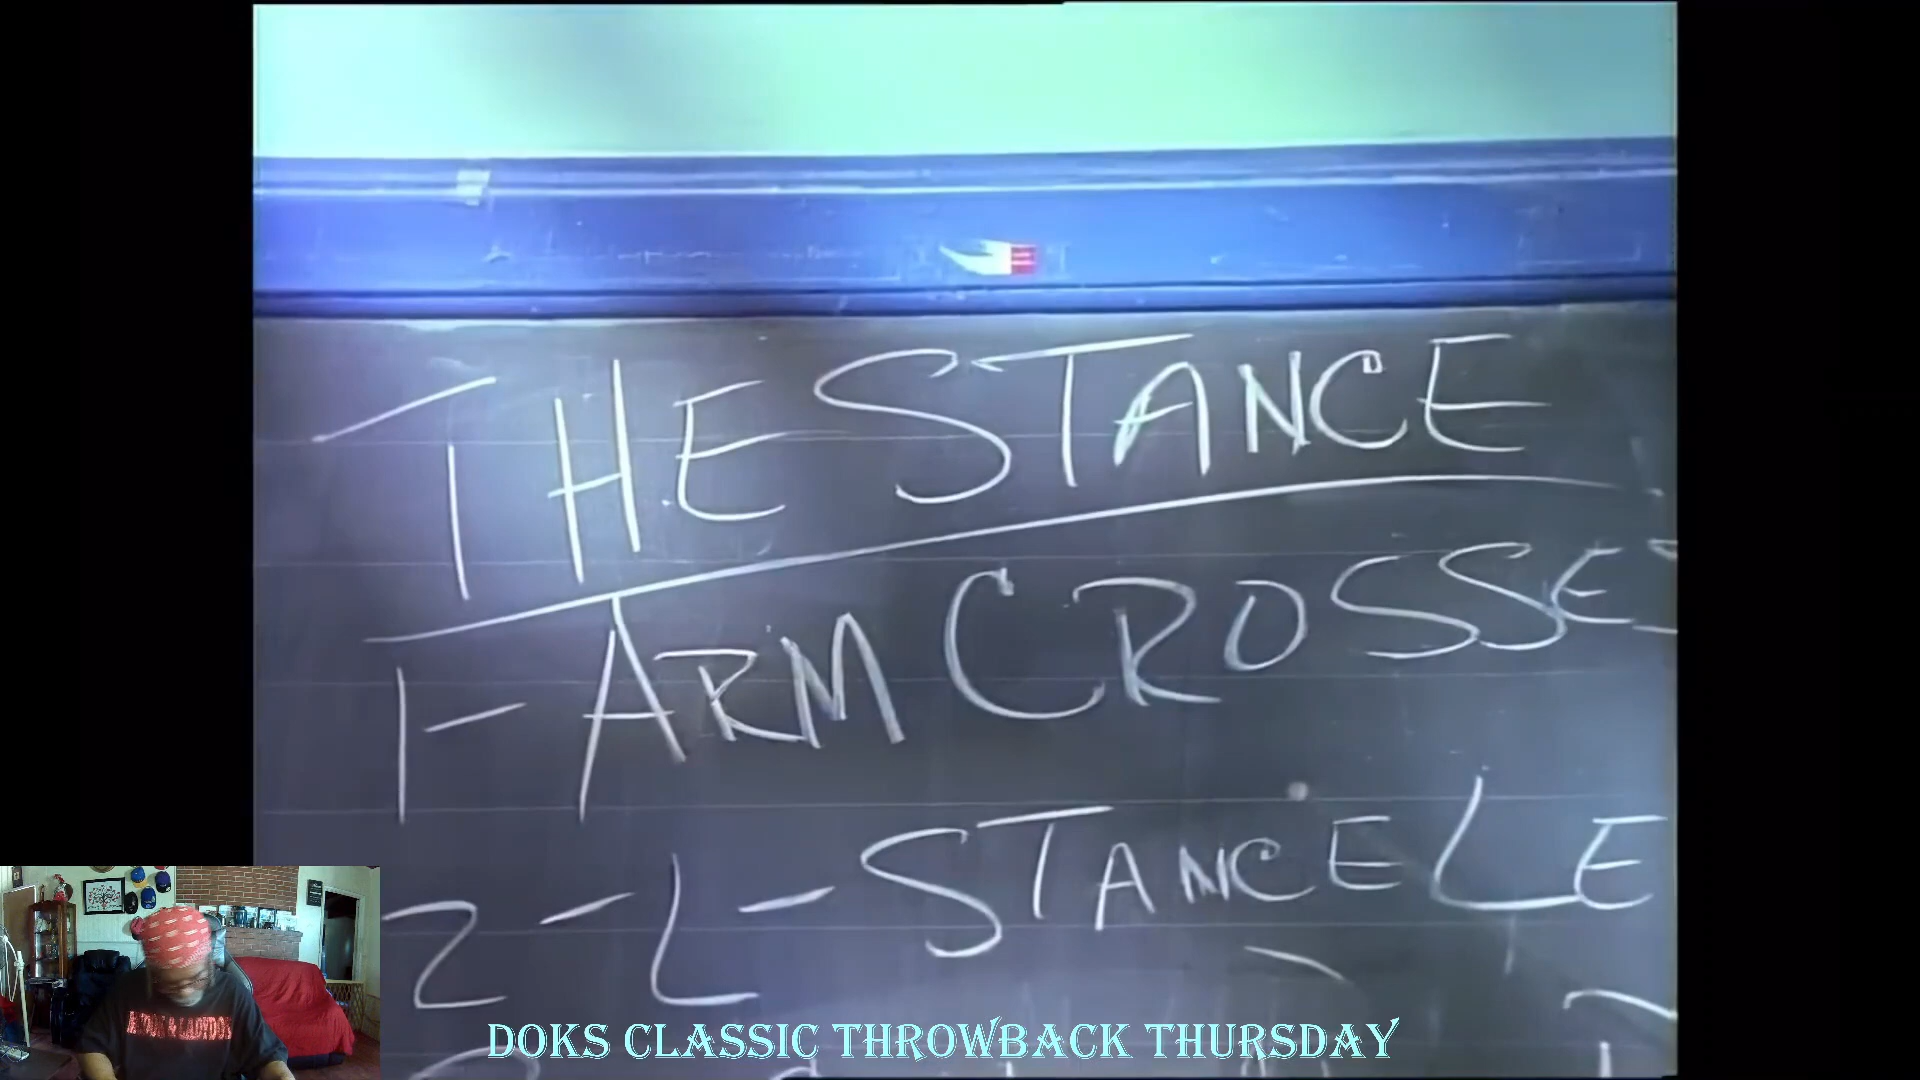 THE STANCE
1-ARM CROSSES
2-L-STANCE LE
DOKS CLASSIC THROWBACK THURSDAY